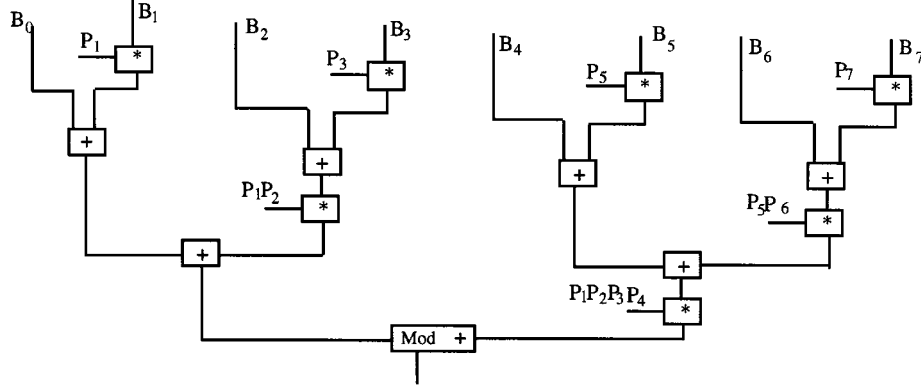 B₀ B₁ B₂ B₃ B₄ B₅ B₆ B₇
P₁ * P₃ * P₅ * P₇ *
+ + + +
P₁P₂ * P₅P₆ *
+ +
P₁P₂P₃P₄ *
Mod +